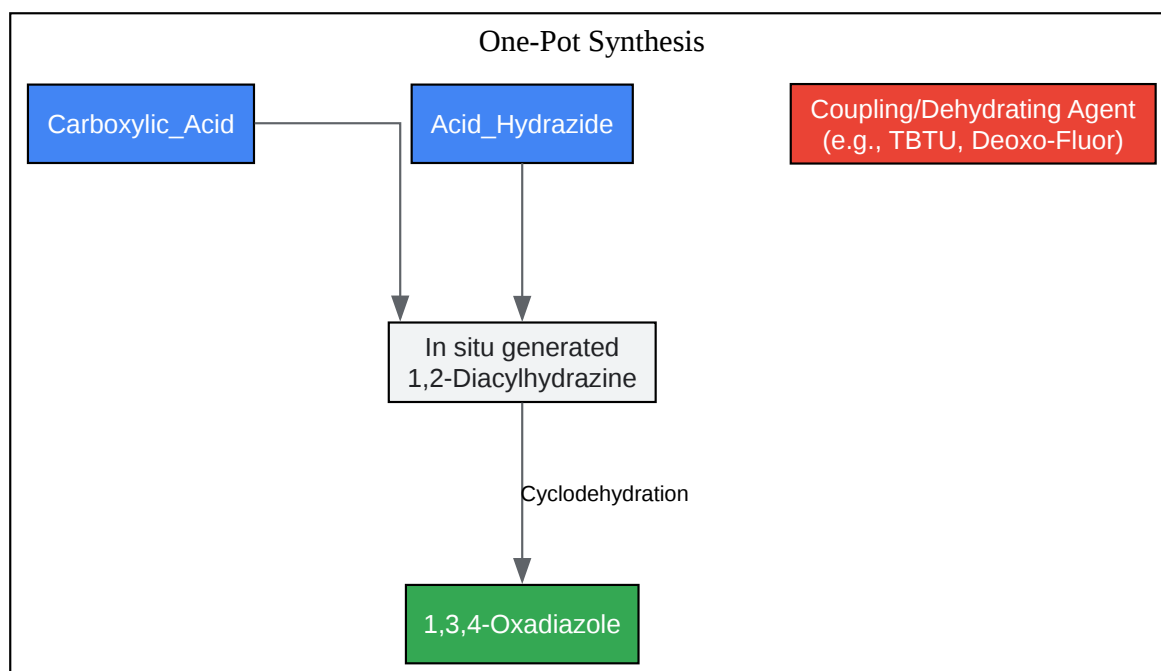 One-Pot Synthesis
Carboxylic_Acid
Acid_Hydrazide
Coupling/Dehydrating Agent
(e.g., TBTU, Deoxo-Fluor)
In situ generated
1,2-Diacylhydrazine
Cyclodehydration
1,3,4-Oxadiazole